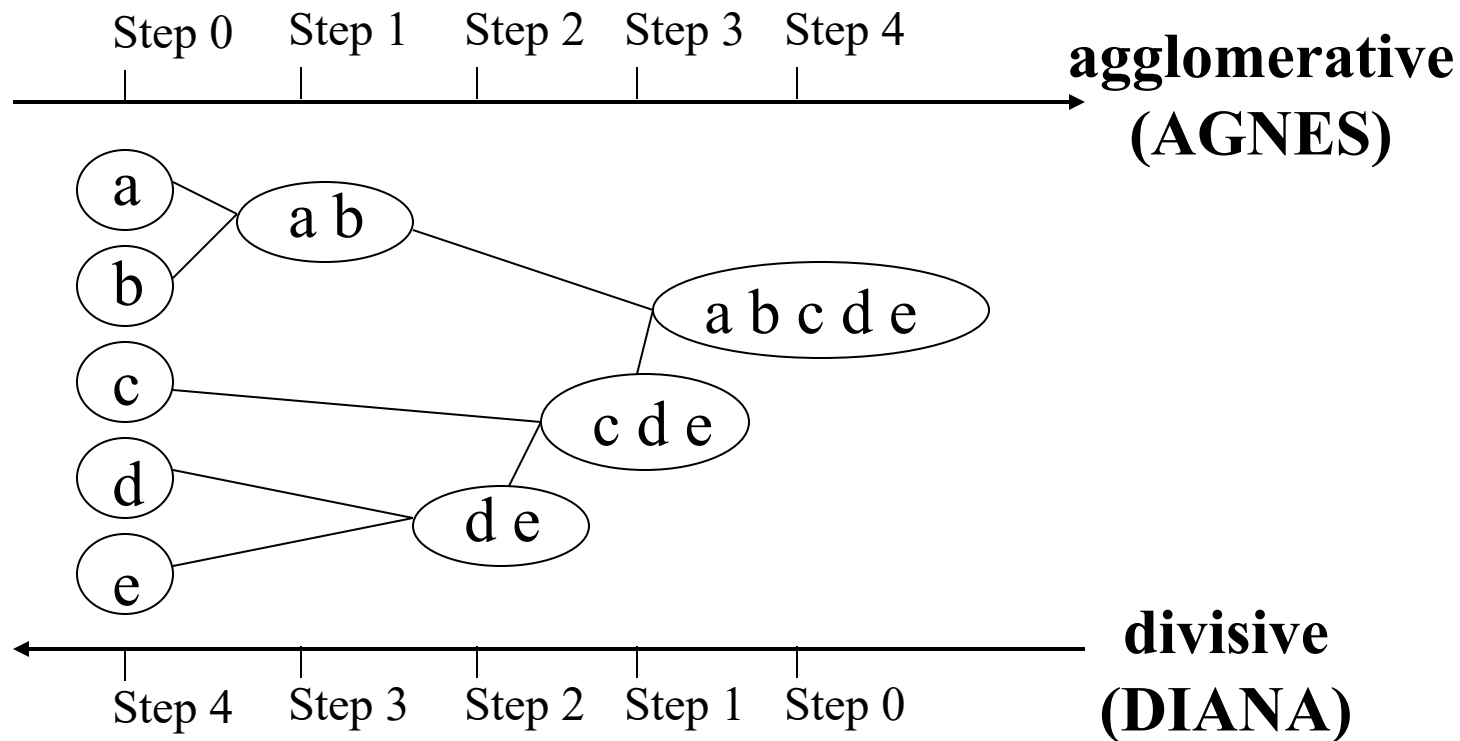 Step 0 Step 1 Step 2 Step 3 Step 4
agglomerative
(AGNES)
a
a b
b
a b c d e
c
c d e
d
d e
e
divisive
(DIANA)
Step 4 Step 3 Step 2 Step 1 Step 0